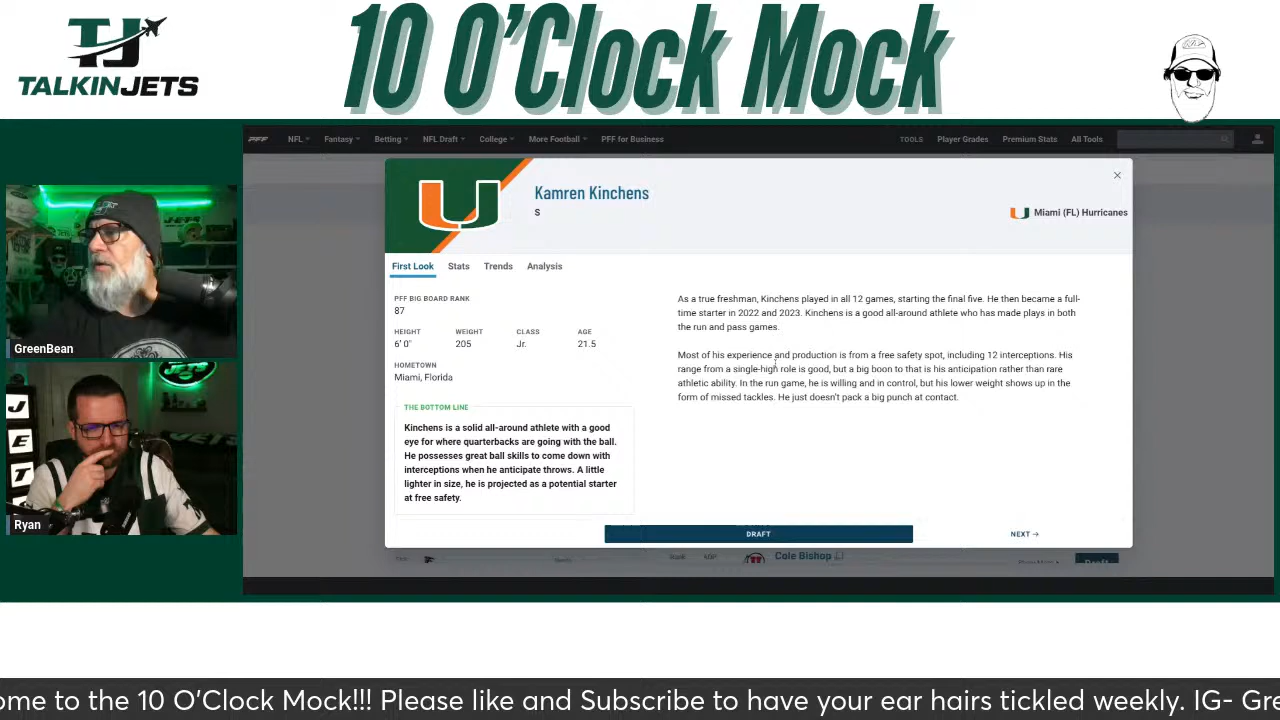 TJ
TALKINJETS
10 O'Clock Mock
PFF NFL Fantasy Betting NFL Draft College More Football PFF for Business TOOLS Player Grades Premium Stats All Tools
Kamren Kinchens
S
Miami (FL) Hurricanes
First Look Stats Trends Analysis
PFF BIG BOARD RANK
87
HEIGHT WEIGHT CLASS AGE
6' 0" 205 Jr. 21.5
HOMETOWN
Miami, Florida
THE BOTTOM LINE
Kinchens is a solid all-around athlete with a good
eye for where quarterbacks are going with the ball.
He possesses great ball skills to come down with
interceptions when he anticipate throws. A little
lighter in size, he is projected as a potential starter
at free safety.
As a true freshman, Kinchens played in all 12 games, starting the final five. He then became a full-
time starter in 2022 and 2023. Kinchens is a good all-around athlete who has made plays in both
the run and pass games.
Most of his experience and production is from a free safety spot, including 12 interceptions. His
range from a single-high role is good, but a big boon to that is his anticipation rather than rare
athletic ability. In the run game, he is willing and in control, but his lower weight shows up in the
form of missed tackles. He just doesn't pack a big punch at contact.
DRAFT
NEXT →
Cole Bishop
Draft
GreenBean
JETS
Ryan
ome to the 10 O'Clock Mock!!! Please like and Subscribe to have your ear hairs tickled weekly. IG- Gre